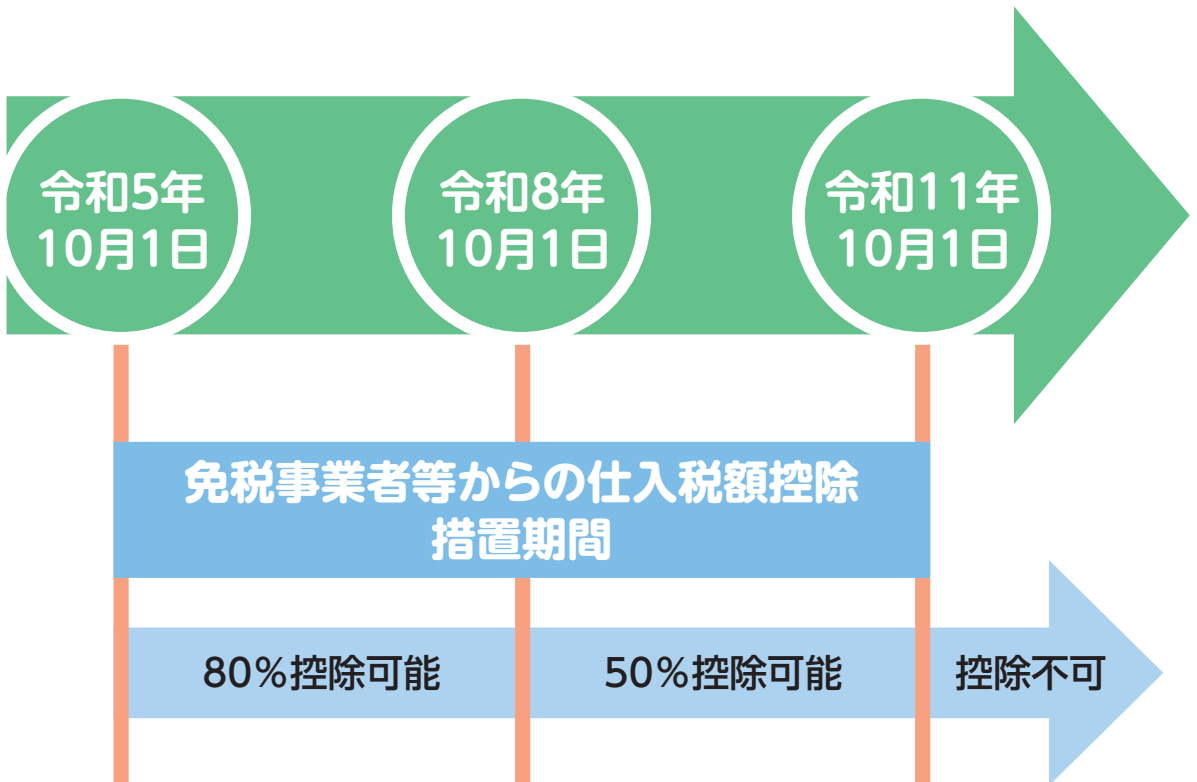 令和5年
10月1日
令和8年
10月1日
令和11年
10月1日
免税事業者等からの仕入税額控除
措置期間
80%控除可能
50%控除可能
控除不可